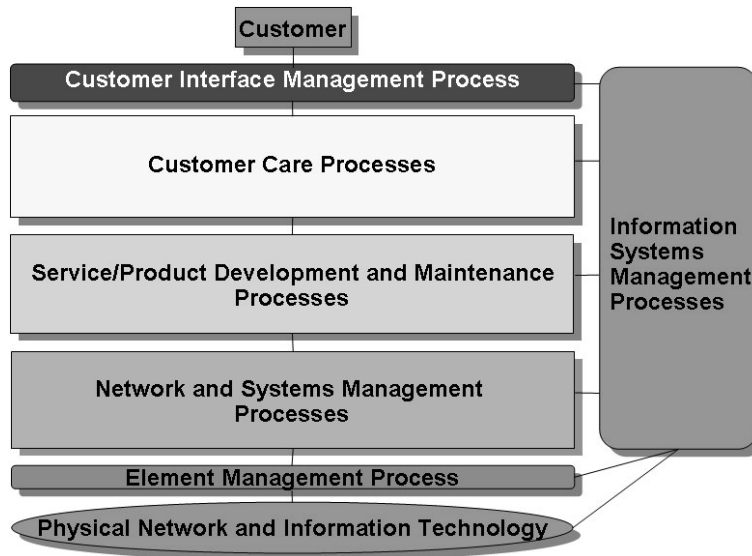 Customer
Customer Interface Management Process
Customer Care Processes
Information
Systems
Management
Processes
Service/Product Development and Maintenance
Processes
Network and Systems Management
Processes
Element Management Process
Physical Network and Information Technology